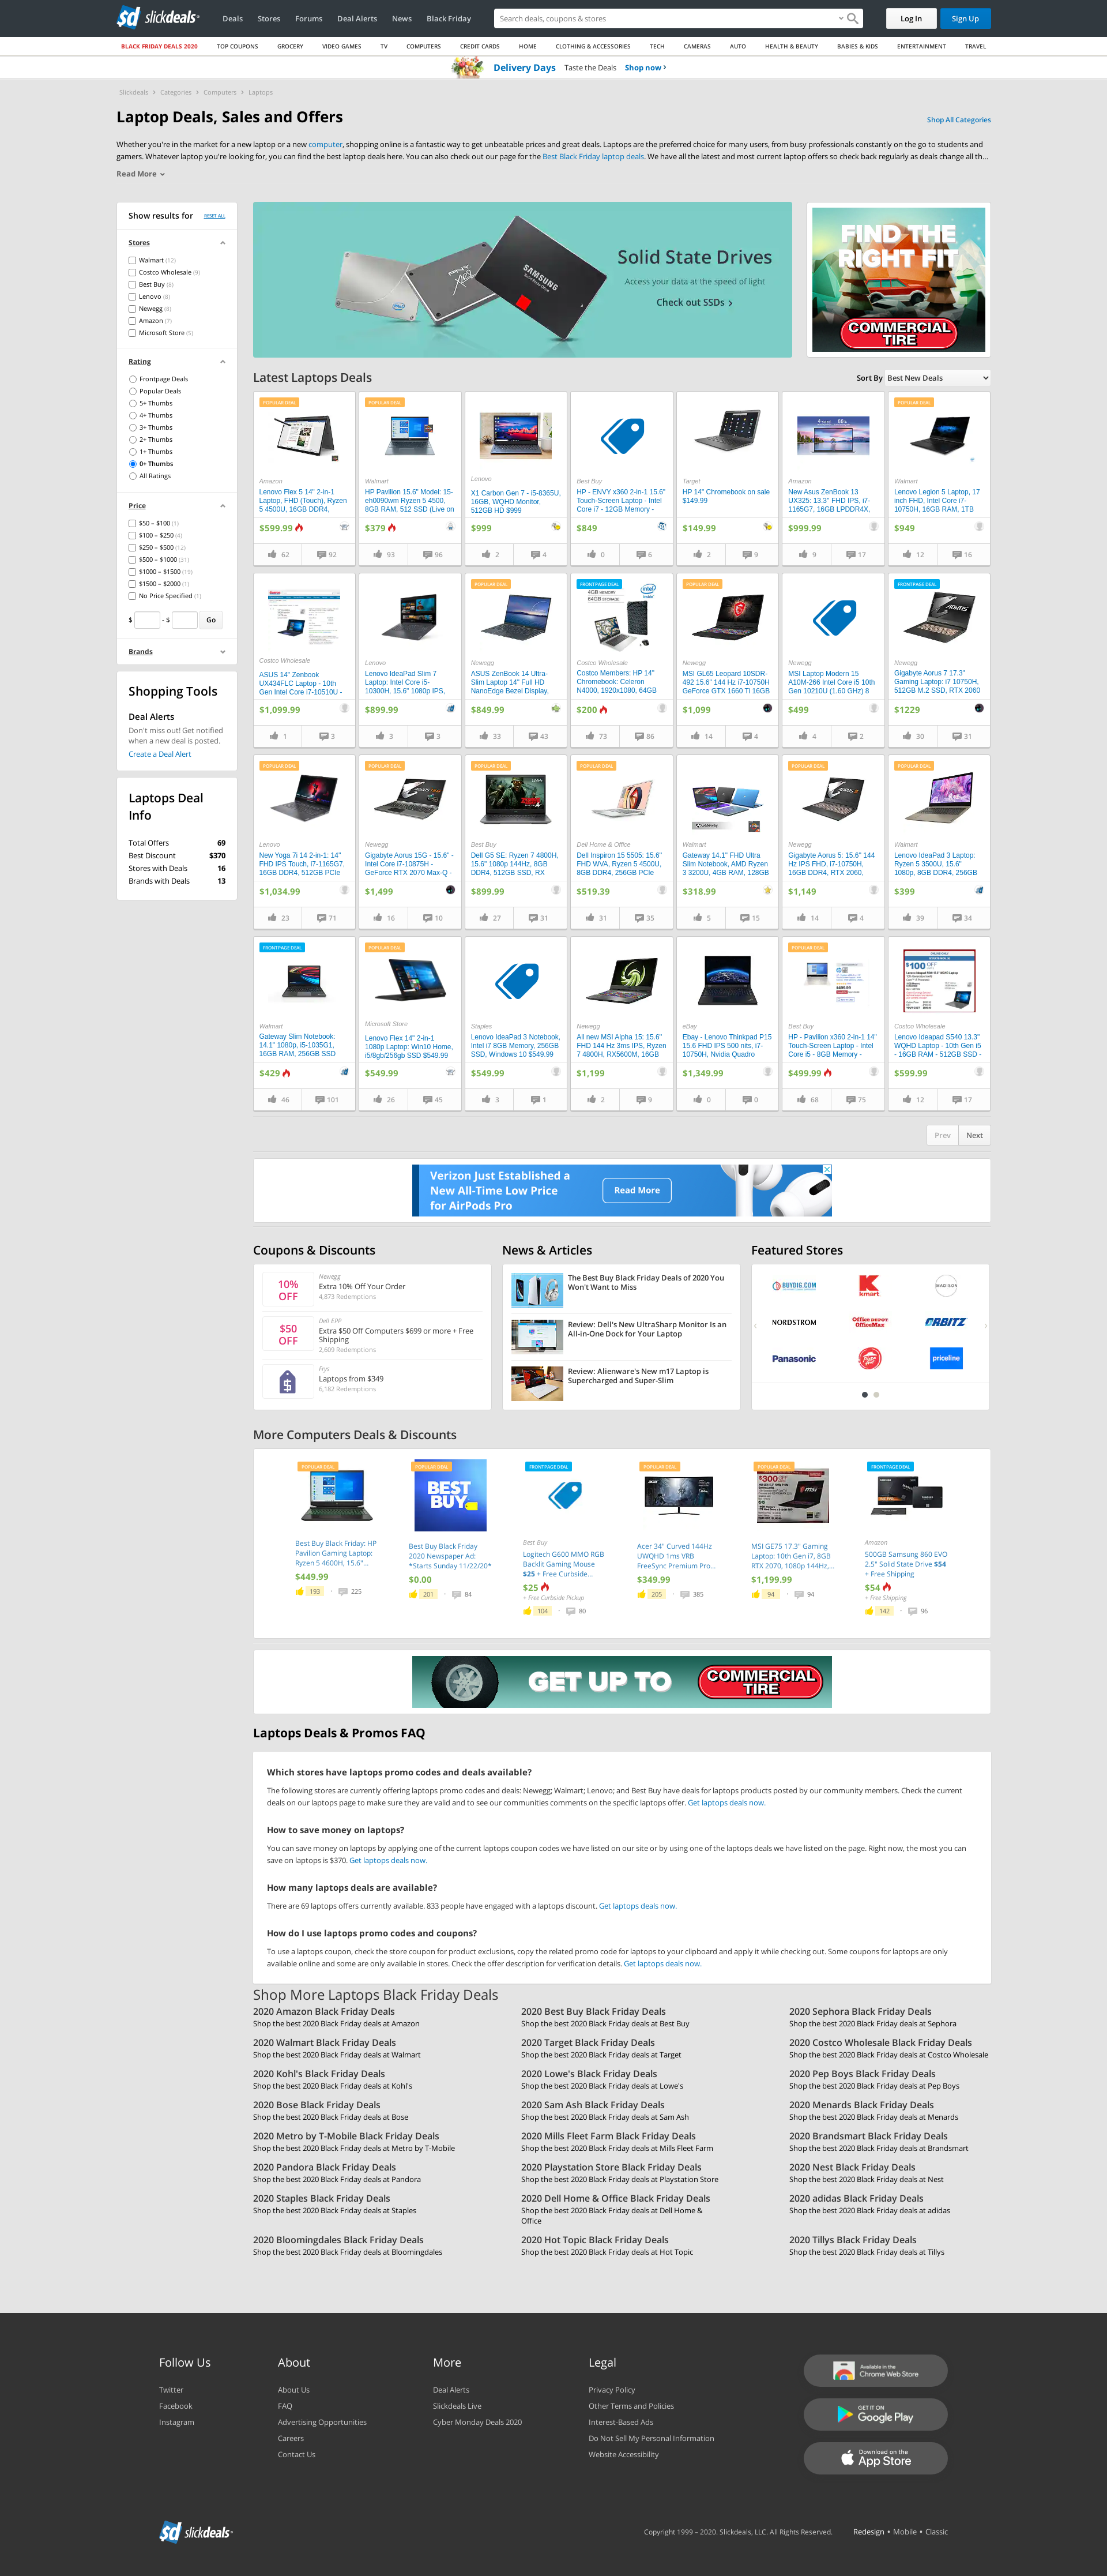 sd slickdeals
Deals Stores Forums Deal Alerts News Black Friday
Search deals, coupons & stores
Log In Sign Up
BLACK FRIDAY DEALS 2020 TOP COUPONS GROCERY VIDEO GAMES TV COMPUTERS CREDIT CARDS HOME CLOTHING & ACCESSORIES TECH CAMERAS AUTO HEALTH & BEAUTY BABIES & KIDS ENTERTAINMENT TRAVEL
Delivery Days Taste the Deals Shop now
Slickdeals Categories Computers Laptops
Laptop Deals, Sales and Offers
Shop All Categories
Whether you're in the market for a new laptop or a new computer, shopping online is a fantastic way to get unbeatable prices and great deals. Laptops are the preferred choice for many users, from busy professionals constantly on the go to students and
gamers. Whatever laptop you're looking for, you can find the best laptop deals here. You can also check out our page for the Best Black Friday laptop deals. We have all the latest and most current laptop offers so check back regularly as deals change all th...
Read More
Show results for RESET ALL
Stores
Walmart (12)
Costco Wholesale (9)
Best Buy (8)
Lenovo (8)
Newegg (8)
Amazon (7)
Microsoft Store (5)
Rating
Frontpage Deals
Popular Deals
5+ Thumbs
4+ Thumbs
3+ Thumbs
2+ Thumbs
1+ Thumbs
0+ Thumbs
All Ratings
Price
$50 – $100 (1)
$100 – $250 (4)
$250 – $500 (12)
$500 – $1000 (31)
$1000 – $1500 (19)
$1500 – $2000 (1)
No Price Specified (1)
$ - $ Go
Brands
Shopping Tools
Deal Alerts
Don't miss out! Get notified
when a new deal is posted.
Create a Deal Alert
Laptops Deal
Info
Total Offers 69
Best Discount $370
Stores with Deals 16
Brands with Deals 13
SAMSUNG
Solid State Drives
Access your data at the speed of light
Check out SSDs
FIND THE
RIGHT FIT
COMMERCIAL
TIRE
Latest Laptops Deals
Sort By Best New Deals
POPULAR DEAL
Amazon
Lenovo Flex 5 14" 2-in-1
Laptop, FHD (Touch), Ryzen
5 4500U, 16GB DDR4,
$599.99
62 92
POPULAR DEAL
Walmart
HP Pavilion 15.6" Model: 15-
eh0090wm Ryzen 5 4500,
8GB RAM, 512 SSD (Live on
$379
93 96
Lenovo
X1 Carbon Gen 7 - i5-8365U,
16GB, WQHD Monitor,
512GB HD $999
$999
2 4
Best Buy
HP - ENVY x360 2-in-1 15.6"
Touch-Screen Laptop - Intel
Core i7 - 12GB Memory -
$849
0 6
Target
HP 14" Chromebook on sale
$149.99
$149.99
2 9
Amazon
New Asus ZenBook 13
UX325: 13.3" FHD IPS, i7-
1165G7, 16GB LPDDR4X,
$999.99
9 17
POPULAR DEAL
Walmart
Lenovo Legion 5 Laptop, 17
inch FHD, Intel Core i7-
10750H, 16GB RAM, 1TB
$949
12 16
Costco Wholesale
ASUS 14" Zenbook
UX434FLC Laptop - 10th
Gen Intel Core i7-10510U -
$1,099.99
1 3
Lenovo
Lenovo IdeaPad Slim 7
Laptop: Intel Core i5-
10300H, 15.6" 1080p IPS,
$899.99
3 3
POPULAR DEAL
Newegg
ASUS ZenBook 14 Ultra-
Slim Laptop 14" Full HD
NanoEdge Bezel Display,
$849.99
33 43
FRONTPAGE DEAL
4GB MEMORY
64GB STORAGE
Costco Wholesale
Costco Members: HP 14"
Chromebook: Celeron
N4000, 1920x1080, 64GB
$200
73 86
POPULAR DEAL
Newegg
MSI GL65 Leopard 10SDR-
492 15.6" 144 Hz i7-10750H
GeForce GTX 1660 Ti 16GB
$1,099
14 4
Newegg
MSI Laptop Modern 15
A10M-266 Intel Core i5 10th
Gen 10210U (1.60 GHz) 8
$499
4 2
FRONTPAGE DEAL
Newegg
Gigabyte Aorus 7 17.3"
Gaming Laptop: i7 10750H,
512GB M.2 SSD, RTX 2060
$1229
30 31
POPULAR DEAL
Lenovo
New Yoga 7i 14 2-in-1: 14"
FHD IPS Touch, i7-1165G7,
16GB DDR4, 512GB PCIe
$1,034.99
23 71
POPULAR DEAL
Newegg
Gigabyte Aorus 15G - 15.6" -
Intel Core i7-10875H -
GeForce RTX 2070 Max-Q -
$1,499
16 10
POPULAR DEAL
Best Buy
Dell G5 SE: Ryzen 7 4800H,
15.6" 1080p 144Hz, 8GB
DDR4, 512GB SSD, RX
$899.99
27 31
POPULAR DEAL
Dell Home & Office
Dell Inspiron 15 5505: 15.6"
FHD WVA, Ryzen 5 4500U,
8GB DDR4, 256GB PCIe
$519.39
31 35
Walmart
Gateway 14.1" FHD Ultra
Slim Notebook, AMD Ryzen
3 3200U, 4GB RAM, 128GB
$318.99
5 15
POPULAR DEAL
Newegg
Gigabyte Aorus 5: 15.6" 144
Hz IPS FHD, i7-10750H,
16GB DDR4, RTX 2060,
$1,149
14 4
POPULAR DEAL
Walmart
Lenovo IdeaPad 3 Laptop:
Ryzen 5 3500U, 15.6"
1080p, 8GB DDR4, 256GB
$399
39 34
FRONTPAGE DEAL
Walmart
Gateway Slim Notebook:
14.1" 1080p, i5-1035G1,
16GB RAM, 256GB SSD
$429
46 101
POPULAR DEAL
Microsoft Store
Lenovo Flex 14" 2-in-1
1080p Laptop: Win10 Home,
i5/8gb/256gb SSD $549.99
$549.99
26 45
Staples
Lenovo IdeaPad 3 Notebook,
Intel i7 8GB Memory, 256GB
SSD, Windows 10 $549.99
$549.99
3 1
Newegg
All new MSI Alpha 15: 15.6"
FHD 144 Hz 3ms IPS, Ryzen
7 4800H, RX5600M, 16GB
$1,199
2 9
eBay
Ebay - Lenovo Thinkpad P15
15.6 FHD IPS 500 nits, i7-
10750H, Nvidia Quadro
$1,349.99
0 0
POPULAR DEAL
Best Buy
HP - Pavilion x360 2-in-1 14"
Touch-Screen Laptop - Intel
Core i5 - 8GB Memory -
$499.99
68 75
$100 OFF
Costco Wholesale
Lenovo Ideapad S540 13.3"
WQHD Laptop - 10th Gen i5
- 16GB RAM - 512GB SSD -
$599.99
12 17
Prev Next
Verizon Just Established a
New All-Time Low Price
for AirPods Pro
Read More
Coupons & Discounts
10%
OFF
Newegg
Extra 10% Off Your Order
4,873 Redemptions
$50
OFF
Dell EPP
Extra $50 Off Computers $699 or more + Free
Shipping
2,609 Redemptions
Frys
Laptops from $349
6,182 Redemptions
News & Articles
The Best Buy Black Friday Deals of 2020 You
Won't Want to Miss
Review: Dell's New UltraSharp Monitor Is an
All-in-One Dock for Your Laptop
Review: Alienware's New m17 Laptop is
Supercharged and Super-Slim
Featured Stores
BUYDIG.COM
kmart
MADISON
NORDSTROM
Office DEPOT
OfficeMax
ORBITZ
Panasonic
priceline
More Computers Deals & Discounts
POPULAR DEAL
Best Buy Black Friday: HP
Pavilion Gaming Laptop:
Ryzen 5 4600H, 15.6"...
$449.99
193 225
POPULAR DEAL
BEST
BUY
Best Buy Black Friday
2020 Newspaper Ad:
*Starts Sunday 11/22/20*
$0.00
201 84
FRONTPAGE DEAL
Best Buy
Logitech G600 MMO RGB
Backlit Gaming Mouse
$25 + Free Curbside...
$25
+ Free Curbside Pickup
104 80
POPULAR DEAL
acer
Acer 34" Curved 144Hz
UWQHD 1ms VRB
FreeSync Premium Pro...
$349.99
205 385
POPULAR DEAL
$300 OFF
msi
MSI GE75 17.3" Gaming
Laptop: 10th Gen i7, 8GB
RTX 2070, 1080p 144Hz,...
$1,199.99
94 94
FRONTPAGE DEAL
Amazon
500GB Samsung 860 EVO
2.5" Solid State Drive $54
+ Free Shipping
$54
+ Free Shipping
142 96
GET UP TO
COMMERCIAL
TIRE
Laptops Deals & Promos FAQ
Which stores have laptops promo codes and deals available?
The following stores are currently offering laptops promo codes and deals: Newegg; Walmart; Lenovo; and Best Buy have deals for laptops products posted by our community members. Check the current
deals on our laptops page to make sure they are valid and to see our communities comments on the specific laptops offer. Get laptops deals now.
How to save money on laptops?
You can save money on laptops by applying one of the current laptops coupon codes we have listed on our site or by using one of the laptops deals we have listed on the page. Right now, the most you can
save on laptops is $370. Get laptops deals now.
How many laptops deals are available?
There are 69 laptops offers currently available. 833 people have engaged with a laptops discount. Get laptops deals now.
How do I use laptops promo codes and coupons?
To use a laptops coupon, check the store coupon for product exclusions, copy the related promo code for laptops to your clipboard and apply it while checking out. Some coupons for laptops are only
available online and some are only available in stores. Check the offer description for verification details. Get laptops deals now.
Shop More Laptops Black Friday Deals
2020 Amazon Black Friday Deals
Shop the best 2020 Black Friday deals at Amazon
2020 Best Buy Black Friday Deals
Shop the best 2020 Black Friday deals at Best Buy
2020 Sephora Black Friday Deals
Shop the best 2020 Black Friday deals at Sephora
2020 Walmart Black Friday Deals
Shop the best 2020 Black Friday deals at Walmart
2020 Target Black Friday Deals
Shop the best 2020 Black Friday deals at Target
2020 Costco Wholesale Black Friday Deals
Shop the best 2020 Black Friday deals at Costco Wholesale
2020 Kohl's Black Friday Deals
Shop the best 2020 Black Friday deals at Kohl's
2020 Lowe's Black Friday Deals
Shop the best 2020 Black Friday deals at Lowe's
2020 Pep Boys Black Friday Deals
Shop the best 2020 Black Friday deals at Pep Boys
2020 Bose Black Friday Deals
Shop the best 2020 Black Friday deals at Bose
2020 Sam Ash Black Friday Deals
Shop the best 2020 Black Friday deals at Sam Ash
2020 Menards Black Friday Deals
Shop the best 2020 Black Friday deals at Menards
2020 Metro by T-Mobile Black Friday Deals
Shop the best 2020 Black Friday deals at Metro by T-Mobile
2020 Mills Fleet Farm Black Friday Deals
Shop the best 2020 Black Friday deals at Mills Fleet Farm
2020 Brandsmart Black Friday Deals
Shop the best 2020 Black Friday deals at Brandsmart
2020 Pandora Black Friday Deals
Shop the best 2020 Black Friday deals at Pandora
2020 Playstation Store Black Friday Deals
Shop the best 2020 Black Friday deals at Playstation Store
2020 Nest Black Friday Deals
Shop the best 2020 Black Friday deals at Nest
2020 Staples Black Friday Deals
Shop the best 2020 Black Friday deals at Staples
2020 Dell Home & Office Black Friday Deals
Shop the best 2020 Black Friday deals at Dell Home &
Office
2020 adidas Black Friday Deals
Shop the best 2020 Black Friday deals at adidas
2020 Bloomingdales Black Friday Deals
Shop the best 2020 Black Friday deals at Bloomingdales
2020 Hot Topic Black Friday Deals
Shop the best 2020 Black Friday deals at Hot Topic
2020 Tillys Black Friday Deals
Shop the best 2020 Black Friday deals at Tillys
Follow Us
Twitter
Facebook
Instagram
About
About Us
FAQ
Advertising Opportunities
Careers
Contact Us
More
Deal Alerts
Slickdeals Live
Cyber Monday Deals 2020
Legal
Privacy Policy
Other Terms and Policies
Interest-Based Ads
Do Not Sell My Personal Information
Website Accessibility
Available in the
Chrome Web Store
GET IT ON
Google Play
Download on the
App Store
sd slickdeals
Copyright 1999 – 2020. Slickdeals, LLC. All Rights Reserved. Redesign • Mobile • Classic